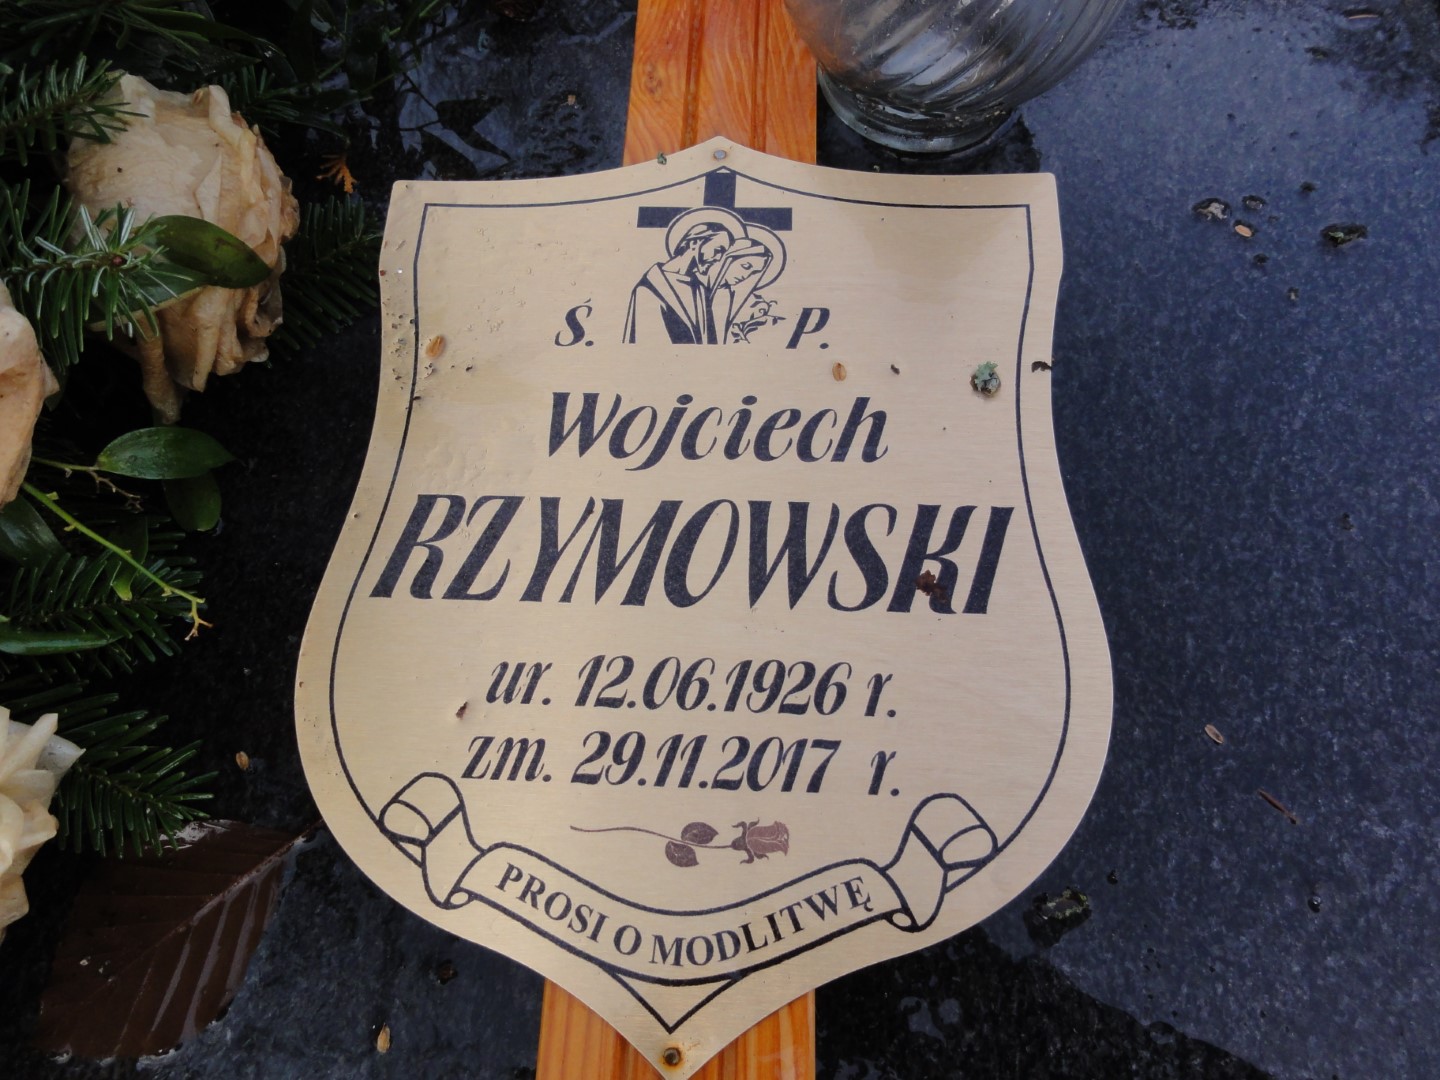 Ś. P.
Wojciech
RZYMOWSKI
ur. 12.06.1926 r.
zm. 29.11.2017 r.
PROSI O MODLITWĘ